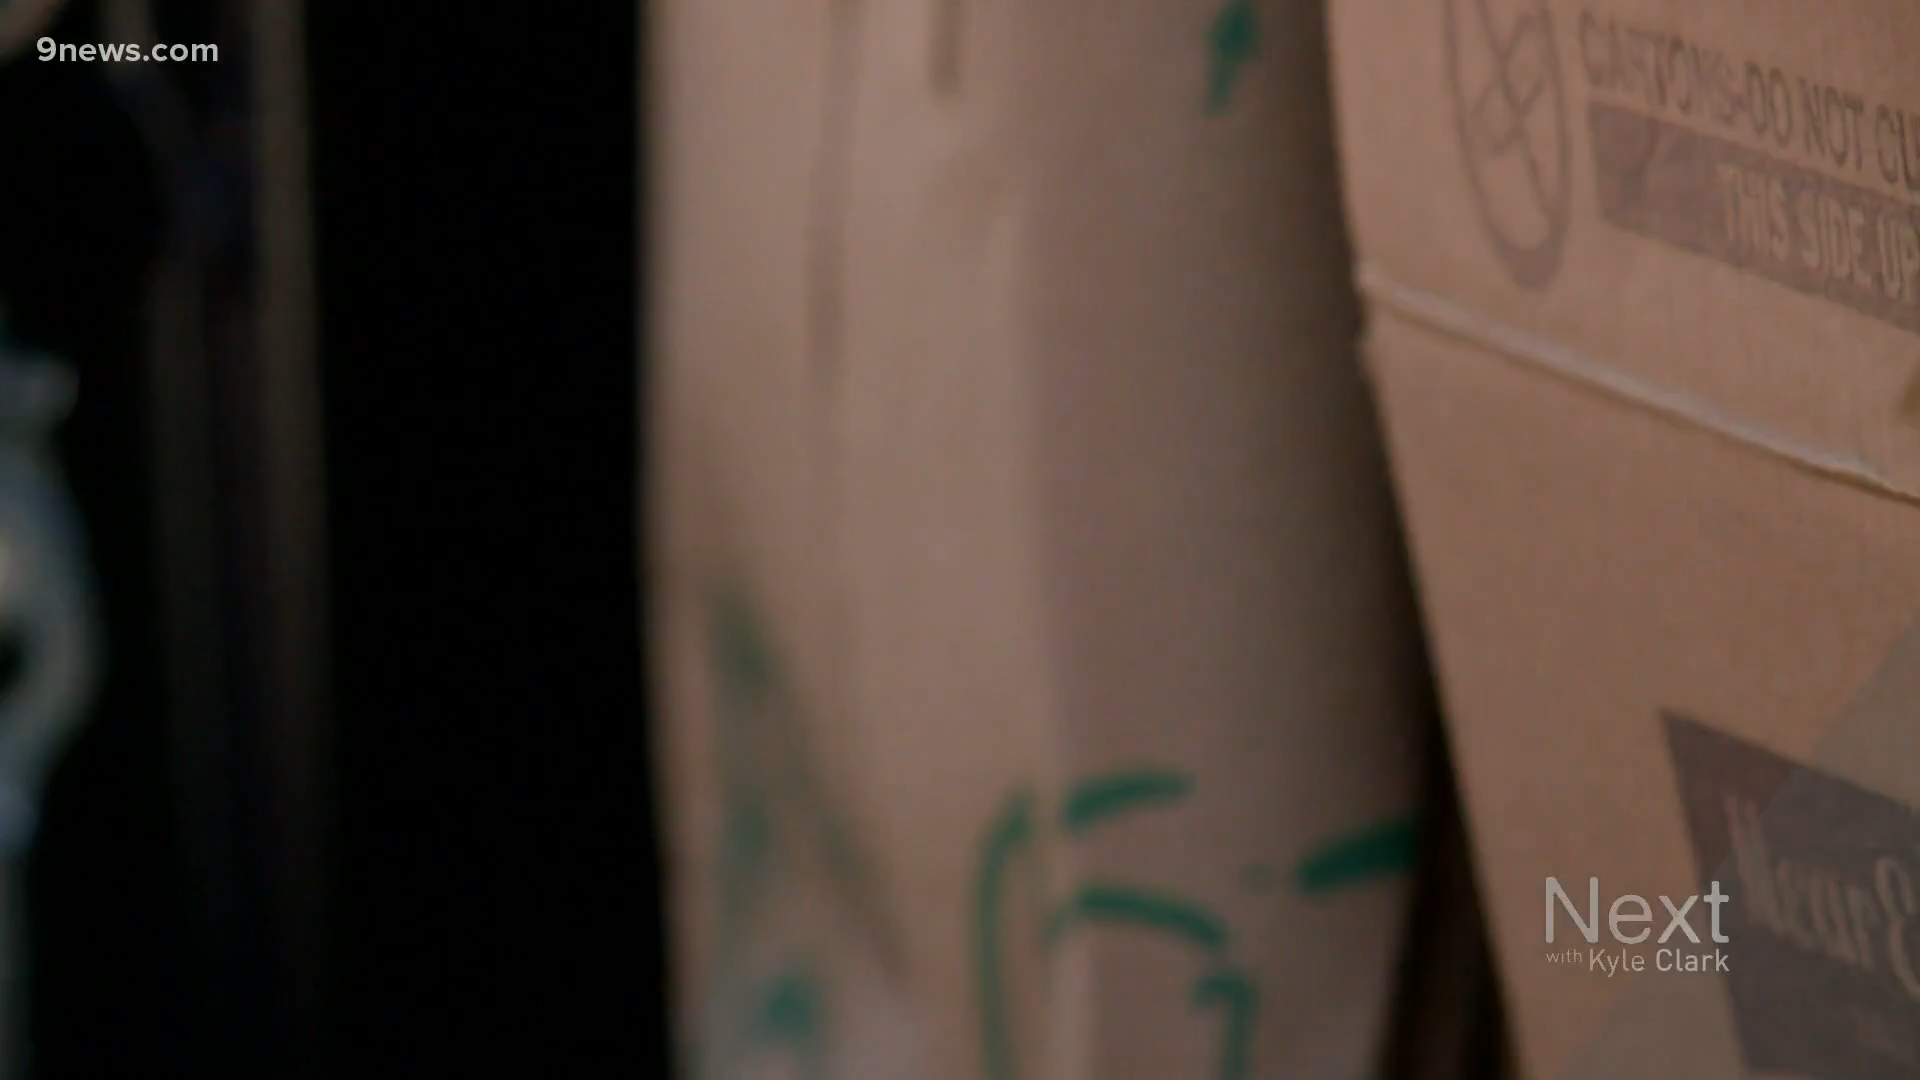 9news.com
CARTONS-DO NOT CU
THIS SIDE UP
Next
with Kyle Clark